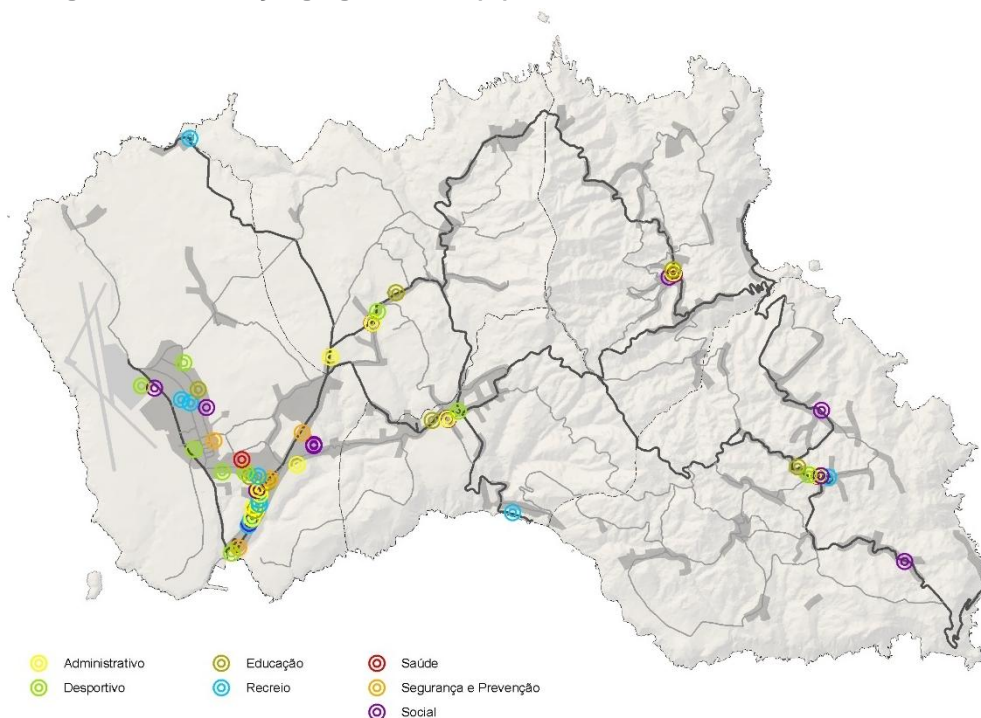 Administrativo
Desportivo
Educação
Recreio
Saúde
Segurança e Prevenção
Social